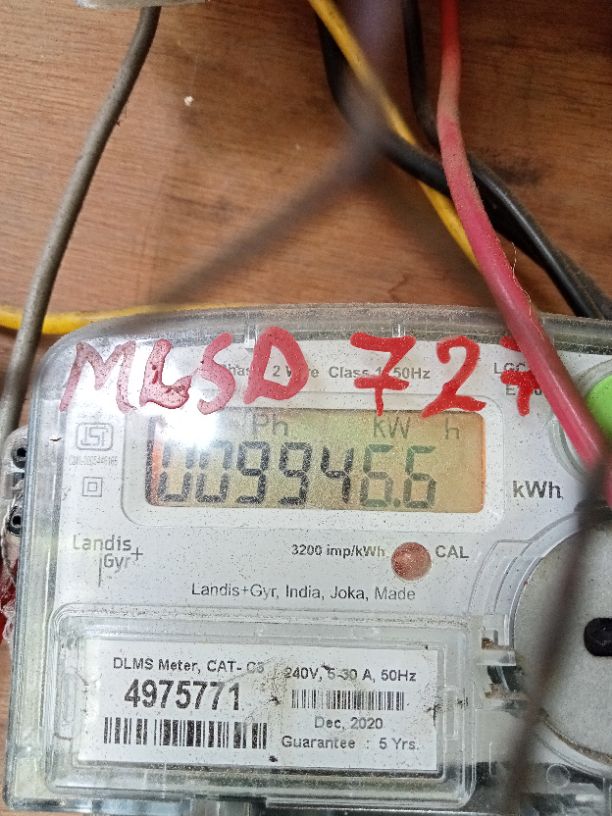 MLSD 727
2 Wire Class 1 50Hz
Ph kW h
009946.6
kWh
ISI
Landis
Gyr+
3200 imp/kWh
CAL
Landis+Gyr, India, Joka, Made
DLMS Meter, CAT- C3
240V, 5-30 A, 50Hz
4975771
Dec, 2020
Guarantee : 5 Yrs.